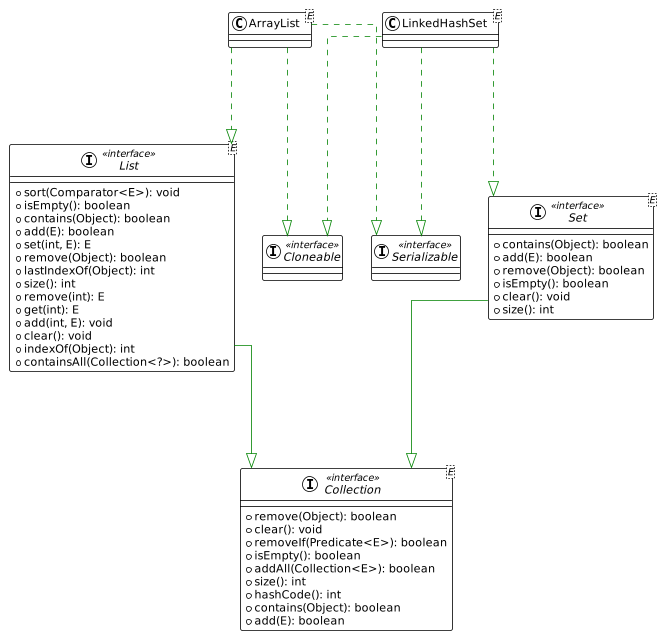 C ArrayList E
C LinkedHashSet E
I «interface» E
List
sort(Comparator<E>): void
isEmpty(): boolean
contains(Object): boolean
add(E): boolean
set(int, E): E
remove(Object): boolean
lastIndexOf(Object): int
size(): int
remove(int): E
get(int): E
add(int, E): void
clear(): void
indexOf(Object): int
containsAll(Collection<?>): boolean
I «interface»
Cloneable
I «interface»
Serializable
I «interface» E
Set
contains(Object): boolean
add(E): boolean
remove(Object): boolean
isEmpty(): boolean
clear(): void
size(): int
I «interface» E
Collection
remove(Object): boolean
clear(): void
removeIf(Predicate<E>): boolean
isEmpty(): boolean
addAll(Collection<E>): boolean
size(): int
hashCode(): int
contains(Object): boolean
add(E): boolean